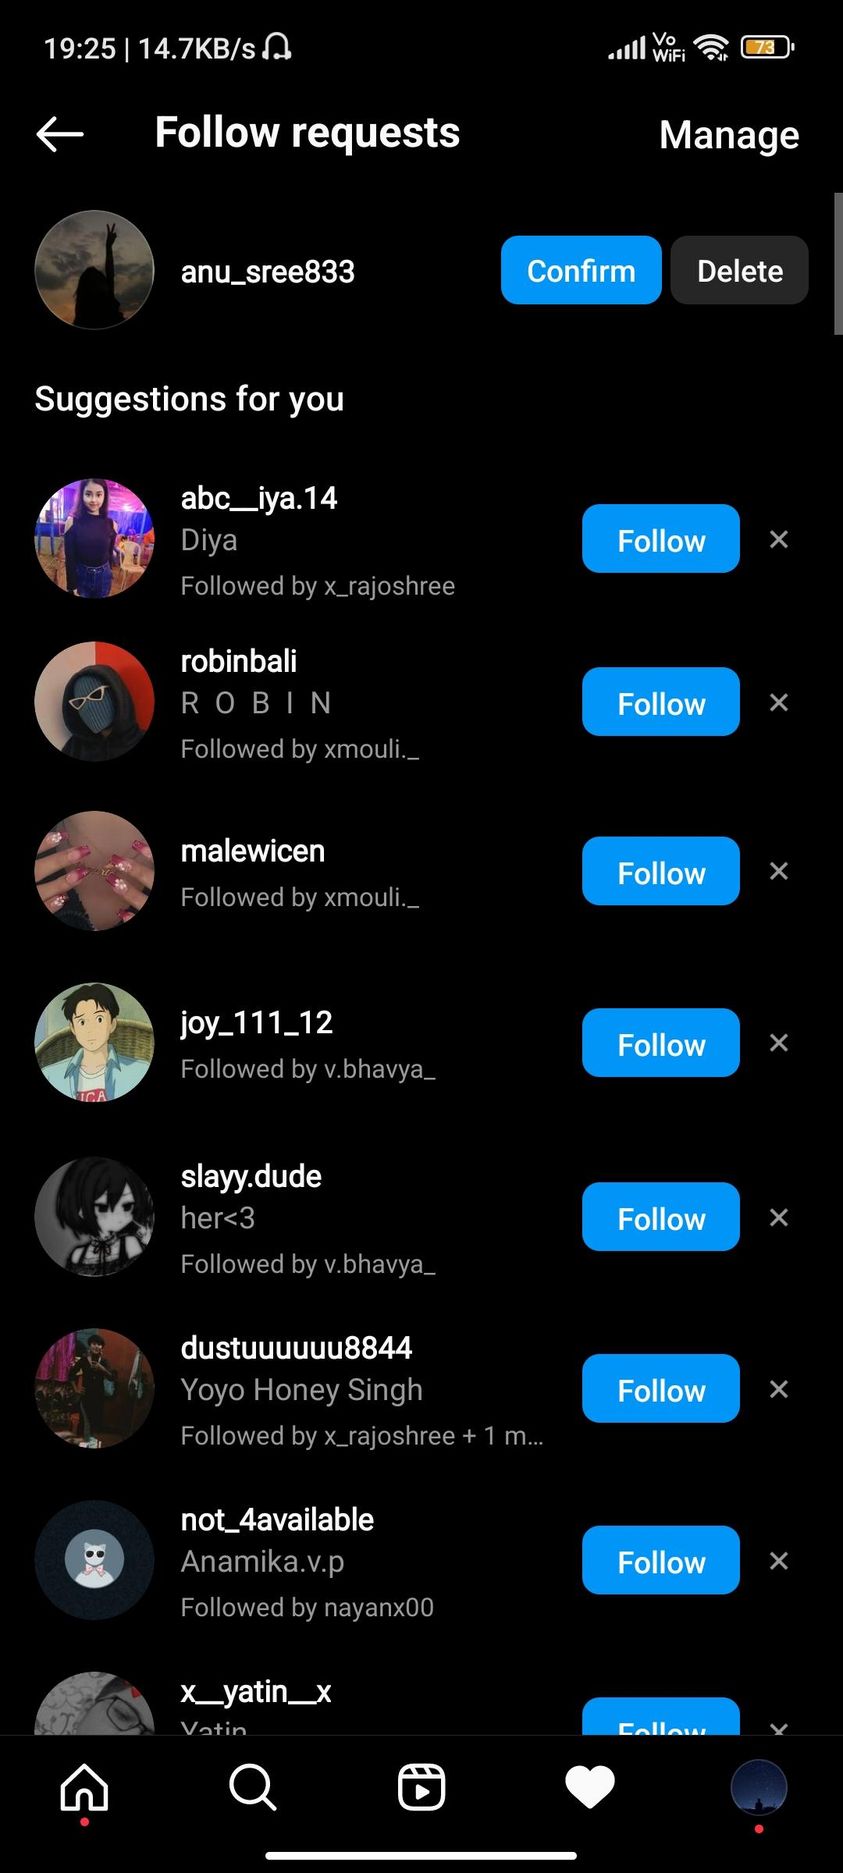 19:25 | 14.7KB/s
Vo
WiFi
73
Follow requests
Manage
anu_sree833
Confirm
Delete
Suggestions for you
abc__iya.14
Diya
Followed by x_rajoshree
Follow
robinbali
R O B I N
Followed by xmouli._
Follow
malewicen
Followed by xmouli._
Follow
joy_111_12
Followed by v.bhavya_
Follow
slayy.dude
her<3
Followed by v.bhavya_
Follow
dustuuuuuu8844
Yoyo Honey Singh
Followed by x_rajoshree + 1 m...
Follow
not_4available
Anamika.v.p
Followed by nayanx00
Follow
x__yatin__x
Yatin
Follow